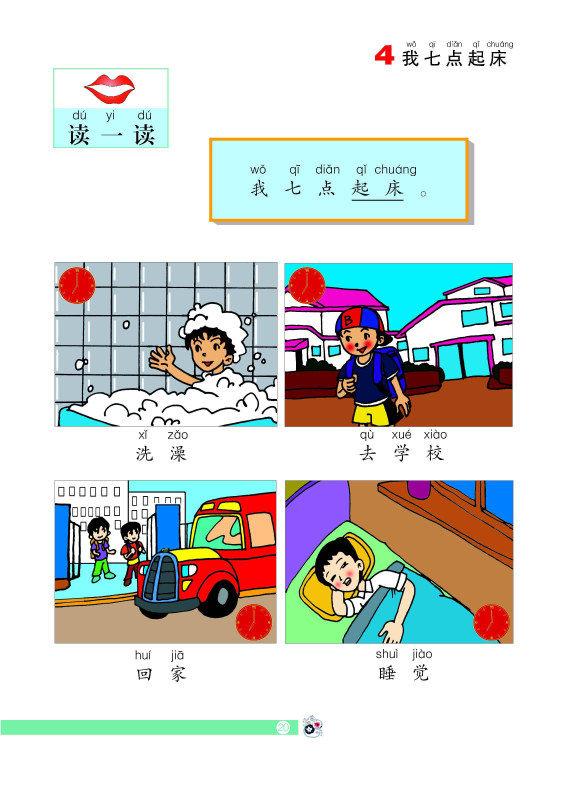 wǒ qī diǎn qǐ chuáng
4 我七点起床
dú yi dú
读一读
wǒ qī diǎn qǐ chuáng
我七点起床。
B
xǐ zǎo
洗澡
qù xué xiào
去学校
huí jiā
回家
shuì jiào
睡觉